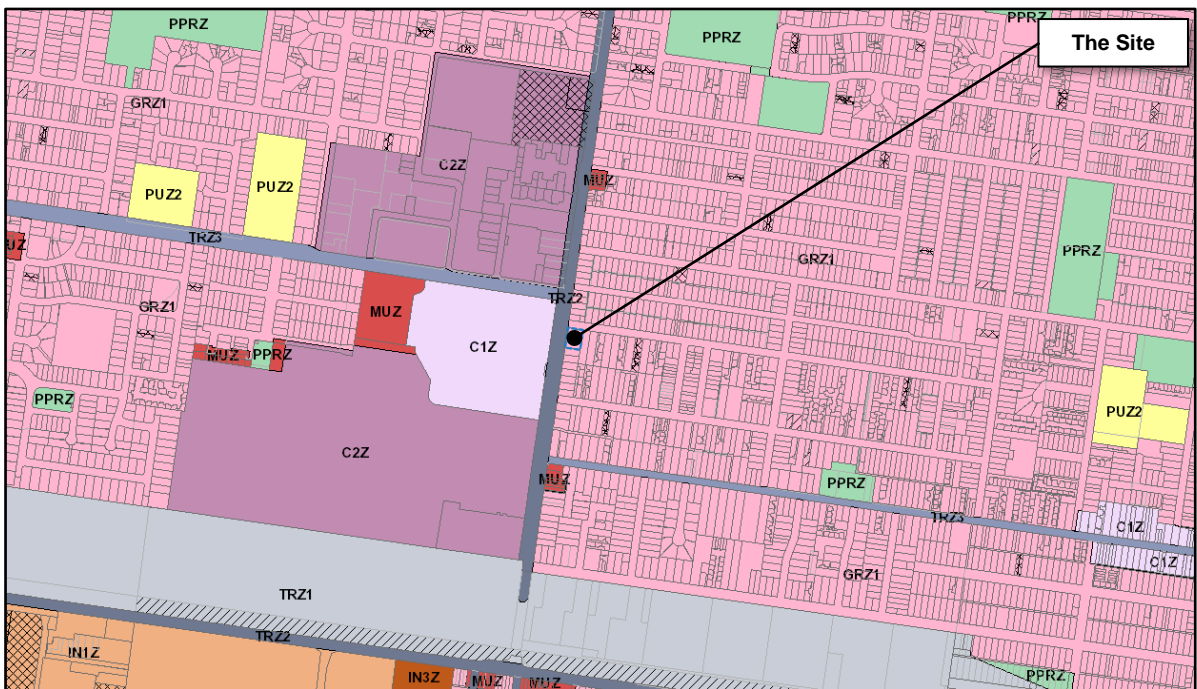 PPRZ
PPRZ
PPRZ
The Site
GRZ1
C2Z
PUZ2
PUZ2
MUZ
TRZ3
UZ
GRZ1
PPRZ
TRZ2
GRZ1
MUZ
C1Z
MUZ
PPRZ
PPRZ
PUZ2
C2Z
MUZ
PPRZ
TRZ3
C1Z
C1Z
GRZ1
TRZ1
TRZ2
IN1Z
IN3Z
MUZ
MUZ
PPRZ